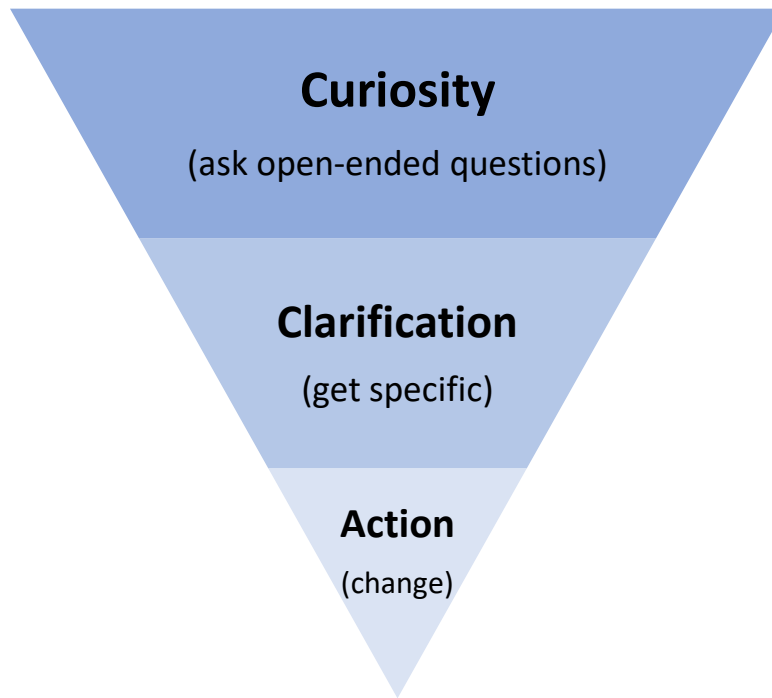 Curiosity
(ask open-ended questions)
Clarification
(get specific)
Action
(change)